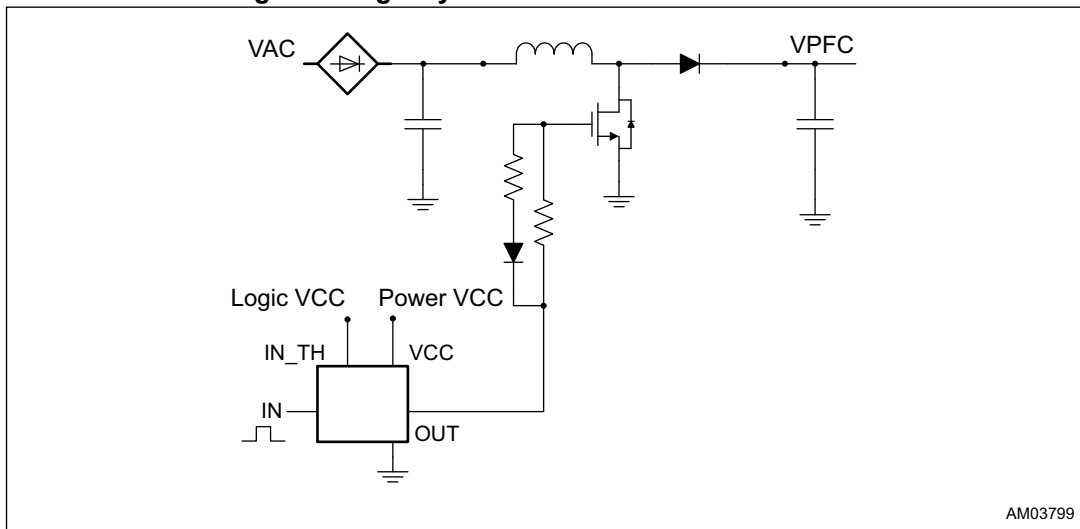 VAC
VPFC
Logic VCC
Power VCC
IN_TH
VCC
IN
OUT
AM03799